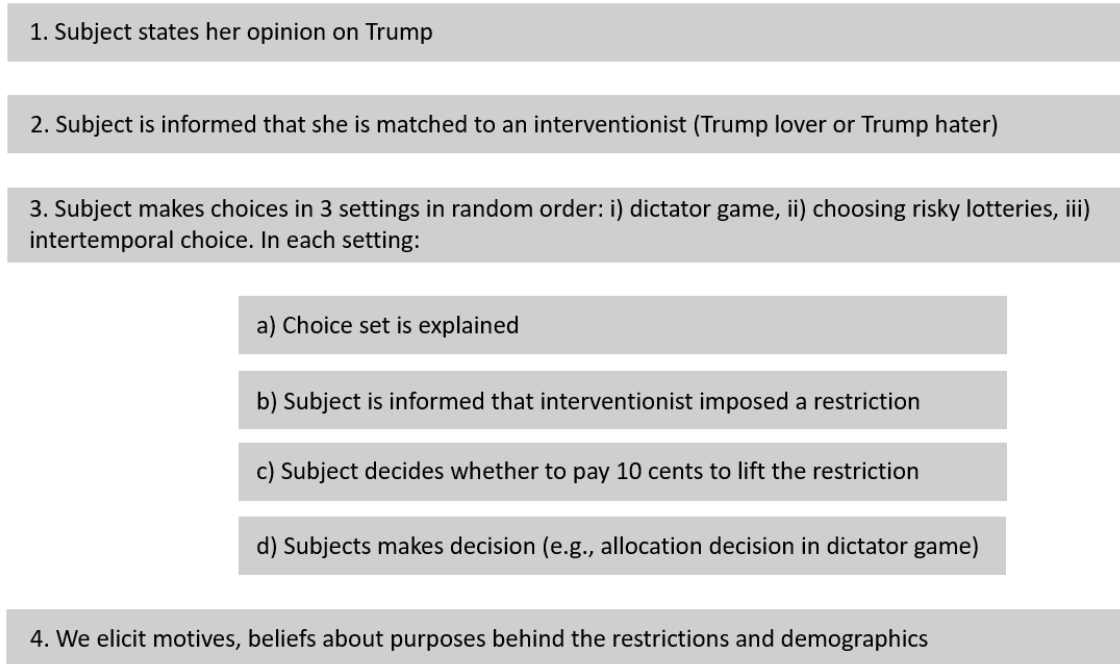 1. Subject states her opinion on Trump
2. Subject is informed that she is matched to an interventionist (Trump lover or Trump hater)
3. Subject makes choices in 3 settings in random order: i) dictator game, ii) choosing risky lotteries, iii)
intertemporal choice. In each setting:
a) Choice set is explained
b) Subject is informed that interventionist imposed a restriction
c) Subject decides whether to pay 10 cents to lift the restriction
d) Subjects makes decision (e.g., allocation decision in dictator game)
4. We elicit motives, beliefs about purposes behind the restrictions and demographics